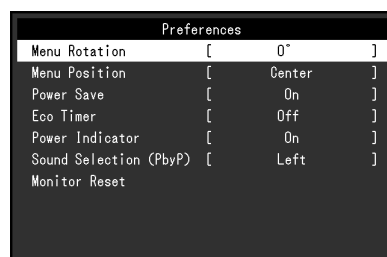 Preferences
Menu Rotation [ 0° ]
Menu Position [ Center ]
Power Save [ On ]
Eco Timer [ Off ]
Power Indicator [ On ]
Sound Selection (PbyP) [ Left ]
Monitor Reset